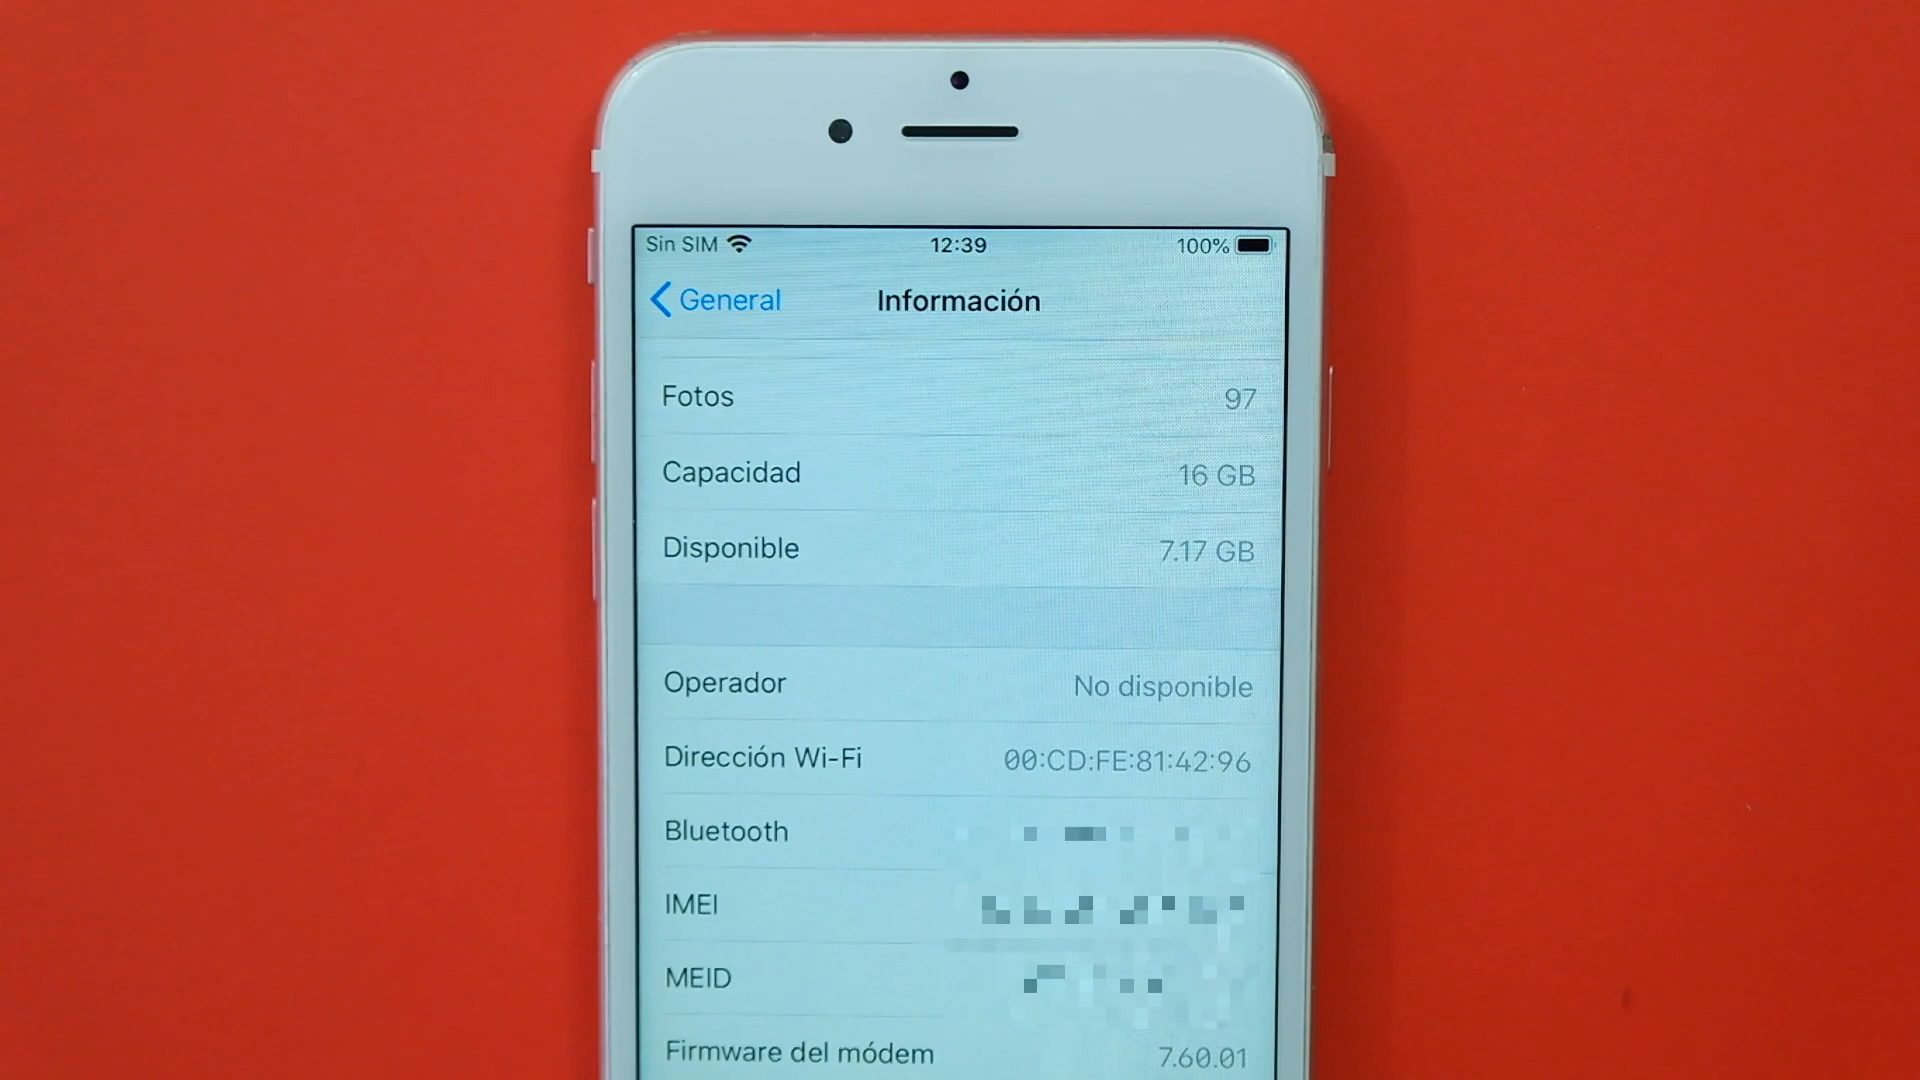 Sin SIM 12:39 100%
General Información
Fotos 97
Capacidad 16 GB
Disponible 7.17 GB
Operador No disponible
Dirección Wi-Fi 00:CD:FE:81:42:96
Bluetooth
IMEI
MEID
Firmware del módem 7.60.01